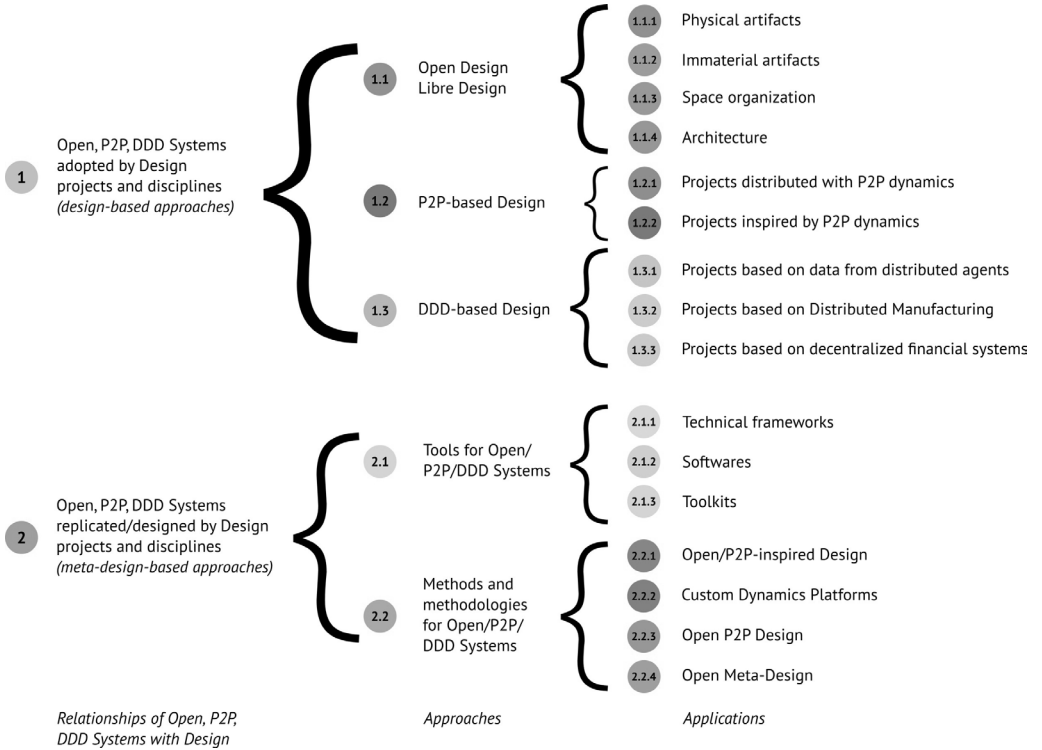 1
Open, P2P, DDD Systems
adopted by Design
projects and disciplines
(design-based approaches)
1.1
Open Design
Libre Design
1.1.1
Physical artifacts
1.1.2
Immaterial artifacts
1.1.3
Space organization
1.1.4
Architecture
1.2
P2P-based Design
1.2.1
Projects distributed with P2P dynamics
1.2.2
Projects inspired by P2P dynamics
1.3
DDD-based Design
1.3.1
Projects based on data from distributed agents
1.3.2
Projects based on Distributed Manufacturing
1.3.3
Projects based on decentralized financial systems
2
Open, P2P, DDD Systems
replicated/designed by Design
projects and disciplines
(meta-design-based approaches)
2.1
Tools for Open/
P2P/DDD Systems
2.1.1
Technical frameworks
2.1.2
Softwares
2.1.3
Toolkits
2.2
Methods and
methodologies
for Open/P2P/
DDD Systems
2.2.1
Open/P2P-inspired Design
2.2.2
Custom Dynamics Platforms
2.2.3
Open P2P Design
2.2.4
Open Meta-Design
Relationships of Open, P2P,
DDD Systems with Design
Approaches
Applications